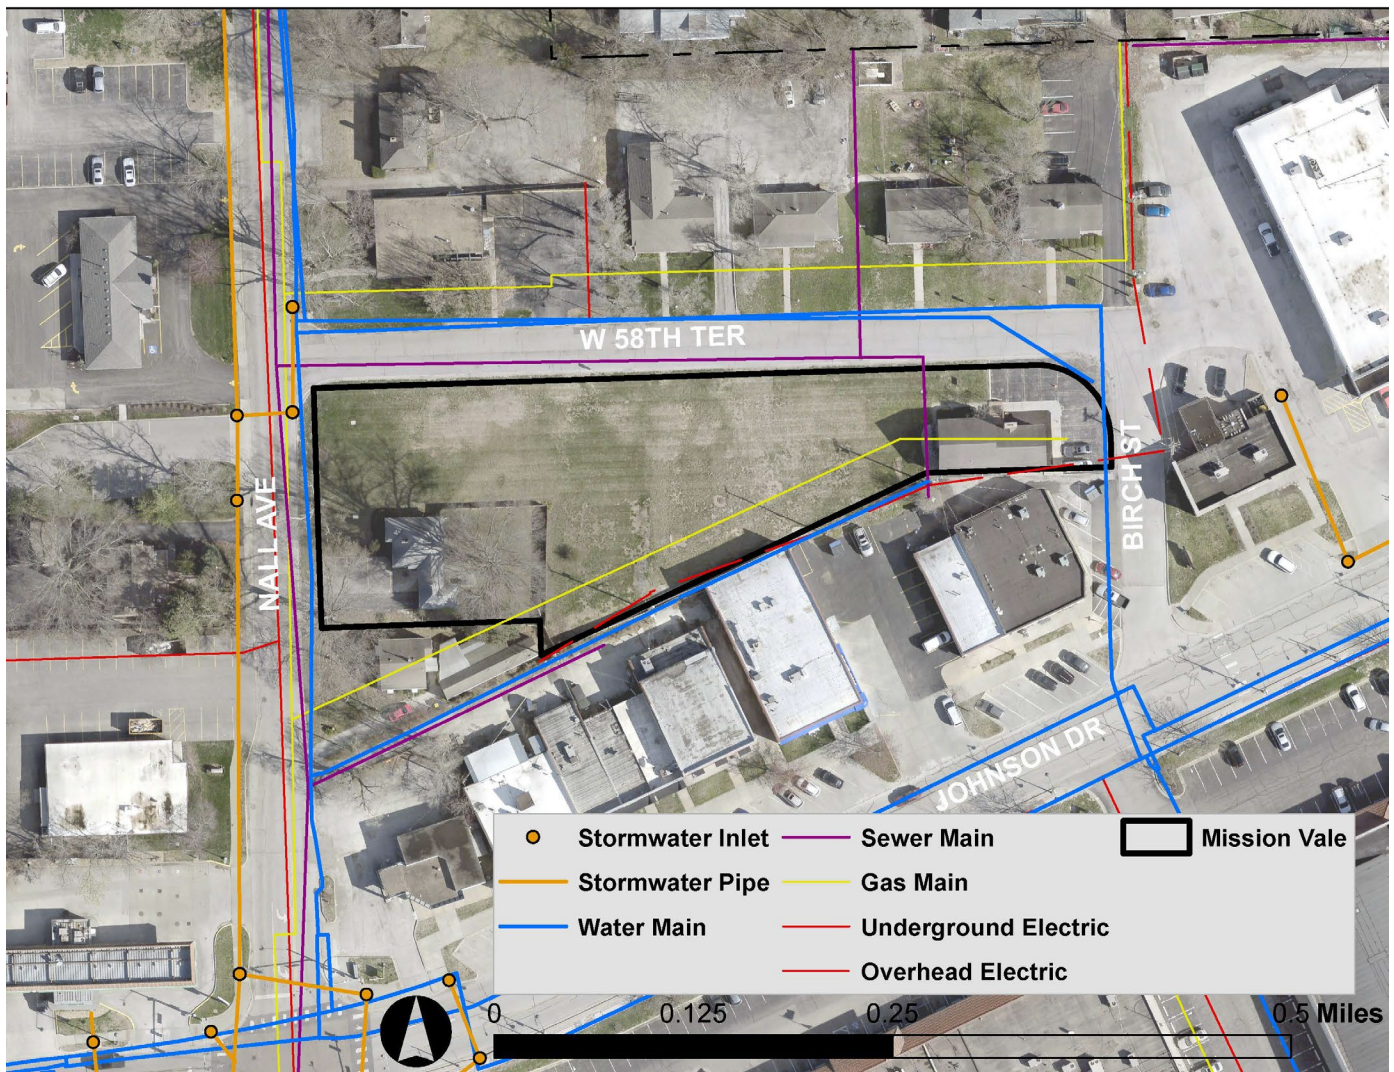 W 58TH TER
NALL AVE
BIRCH ST
JOHNSON DR
Stormwater Inlet
Sewer Main
Mission Vale
Stormwater Pipe
Gas Main
Water Main
Underground Electric
Overhead Electric
0 0.125 0.25 0.5 Miles